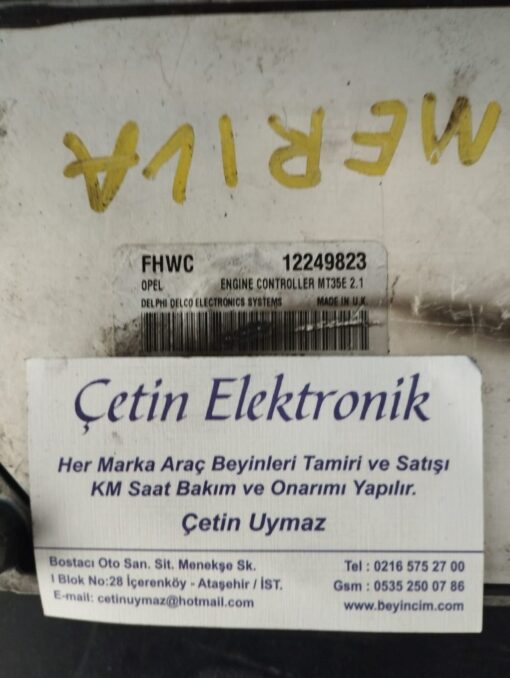 MERIVA
FHWC 12249823
OPEL ENGINE CONTROLLER MT35E 2.1
DELPHI DELCO ELECTRONICS SYSTEMS MADE IN U.K.
Çetin Elektronik
Her Marka Araç Beyinleri Tamiri ve Satışı
KM Saat Bakım ve Onarımı Yapılır.
Çetin Uymaz
Bostacı Oto San. Sit. Menekşe Sk.
I Blok No:28 İçerenköy - Ataşehir / İST.
E-mail: cetinuymaz@hotmail.com
Tel : 0216 575 27 00
Gsm : 0535 250 07 86
www.beyincim.com